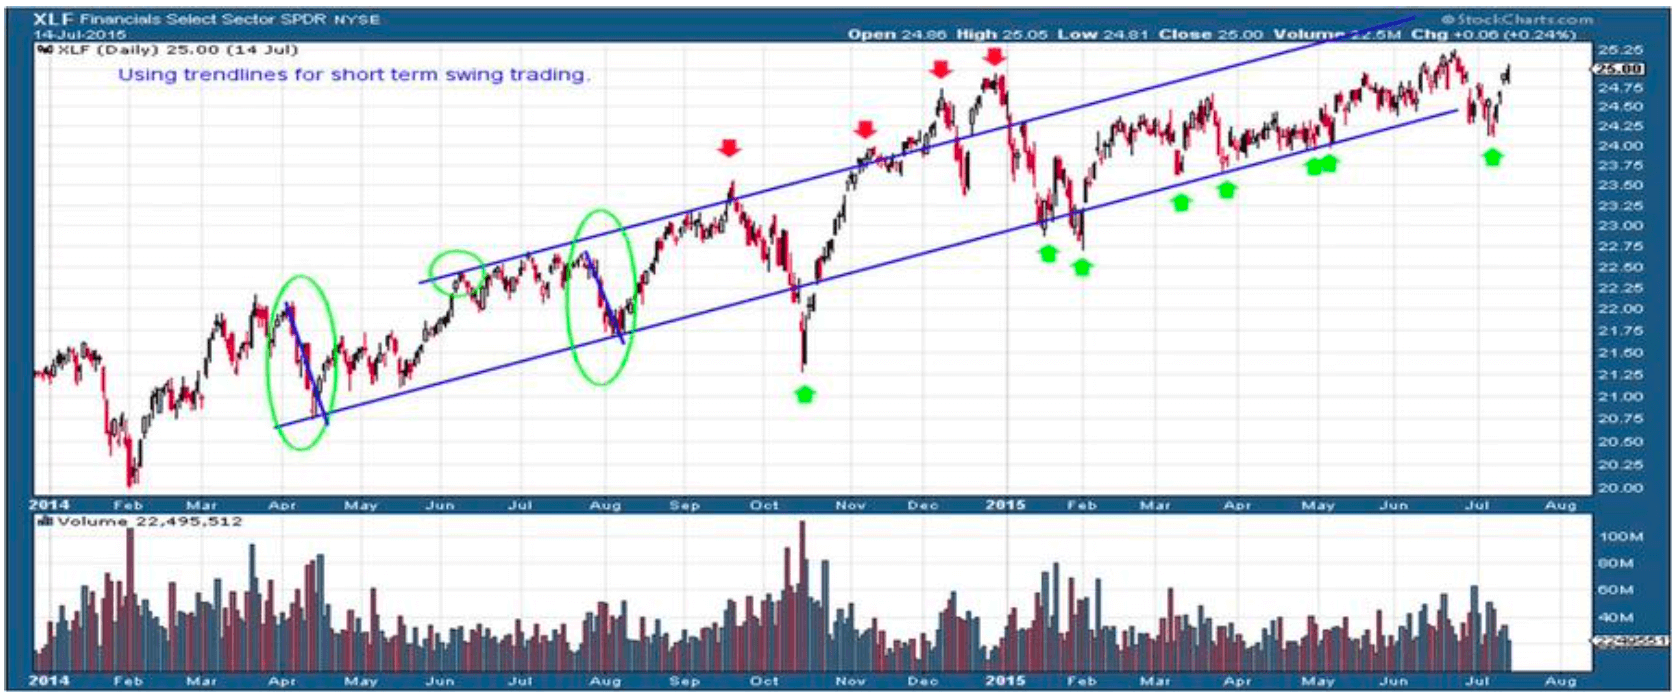 XLF Financials Select Sector SPDR NYSE
© StockCharts.com
14-Jul-2015
Open 24.86 High 25.05 Low 24.81 Close 25.00 Volume 22.5M Chg +0.06 (+0.24%)
XLF (Daily) 25.00 (14 Jul)
Using trendlines for short term swing trading.
25.25
25.00
24.75
24.50
24.25
24.00
23.75
23.50
23.25
23.00
22.75
22.50
22.25
22.00
21.75
21.50
21.25
21.00
20.75
20.50
20.25
20.00
2014 Feb Mar Apr May Jun Jul Aug Sep Oct Nov Dec 2015 Feb Mar Apr May Jun Jul Aug
Volume 22,495,512
100M
80M
60M
40M
2014 Feb Mar Apr May Jun Jul Aug Sep Oct Nov Dec 2015 Feb Mar Apr May Jun Jul Aug